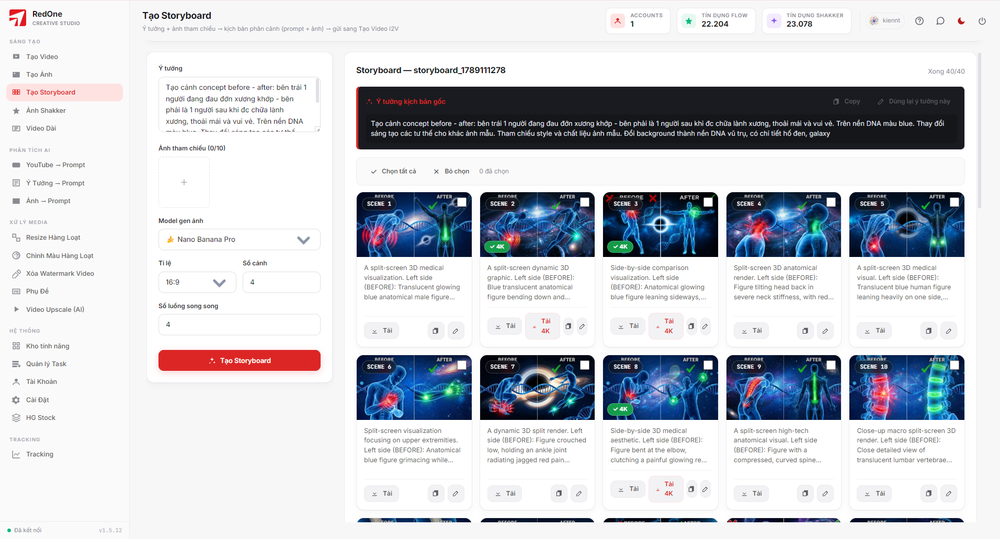 RedOne
CREATIVE STUDIO
SÁNG TẠO
Tạo Video
Tạo Ảnh
Tạo Storyboard
Ảnh Shakker
Video Dài
PHÂN TÍCH AI
YouTube → Prompt
Ý Tưởng → Prompt
Ảnh → Prompt
XỬ LÝ MEDIA
Resize Hàng Loạt
Chỉnh Màu Hàng Loạt
Xóa Watermark Video
Phụ Đề
Video Upscale (AI)
HỆ THỐNG
Kho tính năng
Quản lý Task
Tài Khoản
Cài Đặt
HG Stock
TRACKING
Tracking
Đã kết nối
v1.5.12
Tạo Storyboard
Ý tưởng + ảnh tham chiếu → kịch bản phân cảnh (prompt + ảnh) → gửi sang Tạo Video I2V
ACCOUNTS
1
TÍN DỤNG FLOW
22.204
TÍN DỤNG SHAKKER
23.078
kiennt
Ý tưởng
Tạo cảnh concept before - after: bên trái 1
người đang đau đớn xương khớp - bên
phải là 1 người sau khi đc chữa lành
xương, thoải mái và vui vẻ. Trên nền DNA
màu blue. Thay đổi sáng tạo các tư thế
Ảnh tham chiếu (0/10)
Model gen ảnh
Nano Banana Pro
Tỉ lệ
Số cảnh
16:9
4
Số luồng song song
4
Tạo Storyboard
Storyboard — storyboard_1789111278
Xong 40/40
Ý tưởng kịch bản gốc
Copy
Dùng lại ý tưởng này
Tạo cảnh concept before - after: bên trái 1 người đang đau đớn xương khớp - bên phải là 1 người sau khi đc chữa lành xương, thoải mái và vui vẻ. Trên nền DNA màu blue. Thay đổi
sáng tạo các tư thế cho khác ảnh mẫu. Tham chiếu style và chất liệu ảnh mẫu. Đổi background thành nền DNA vũ trụ, có chi tiết hố đen, galaxy
Chọn tất cả
Bỏ chọn
0 đã chọn
BEFORE
AFTER
SCENE 1
A split-screen 3D medical
visualization. Left side
(BEFORE): Translucent glowing
blue anatomical male figure...
Tải
BEFORE
AFTER
SCENE 2
4K
A split-screen dynamic 3D
graphic. Left side (BEFORE):
Blue translucent anatomical
figure bending down and...
Tải
Tải
4K
BEFORE
AFTER
SCENE 3
4K
Side-by-side comparison
visualization. Left side
(BEFORE): Anatomical glowing
blue figure leaning sideways,...
Tải
Tải
4K
BEFORE
AFTER
SCENE 4
Split-screen 3D anatomical
render. Left side (BEFORE):
Figure tilting head back in
severe neck stiffness, with red...
Tải
BEFORE
AFTER
SCENE 5
A split-screen 3D medical
visual. Left side (BEFORE):
Translucent blue human figure
leaning heavily on one side,...
Tải
BEFORE
AFTER
SCENE 6
Split-screen visualization
focusing on upper extremities.
Left side (BEFORE): Anatomical
blue figure grimacing while...
Tải
BEFORE
AFTER
SCENE 7
A dynamic 3D split render. Left
side (BEFORE): Figure crouched
low, holding an ankle joint
radiating jagged red pain...
Tải
BEFORE
AFTER
SCENE 8
4K
Side-by-side 3D medical
aesthetic. Left side (BEFORE):
Figure bent at the elbow,
clutching a painful glowing re...
Tải
Tải
4K
BEFORE
AFTER
SCENE 9
A split-screen high-tech
anatomical visual. Left side
(BEFORE): Figure with a
compressed, curved spine...
Tải
BEFORE
AFTER
SCENE 10
Close-up macro split-screen 3D
render. Left side (BEFORE):
Close detailed view of
translucent lumbar vertebrae...
Tải